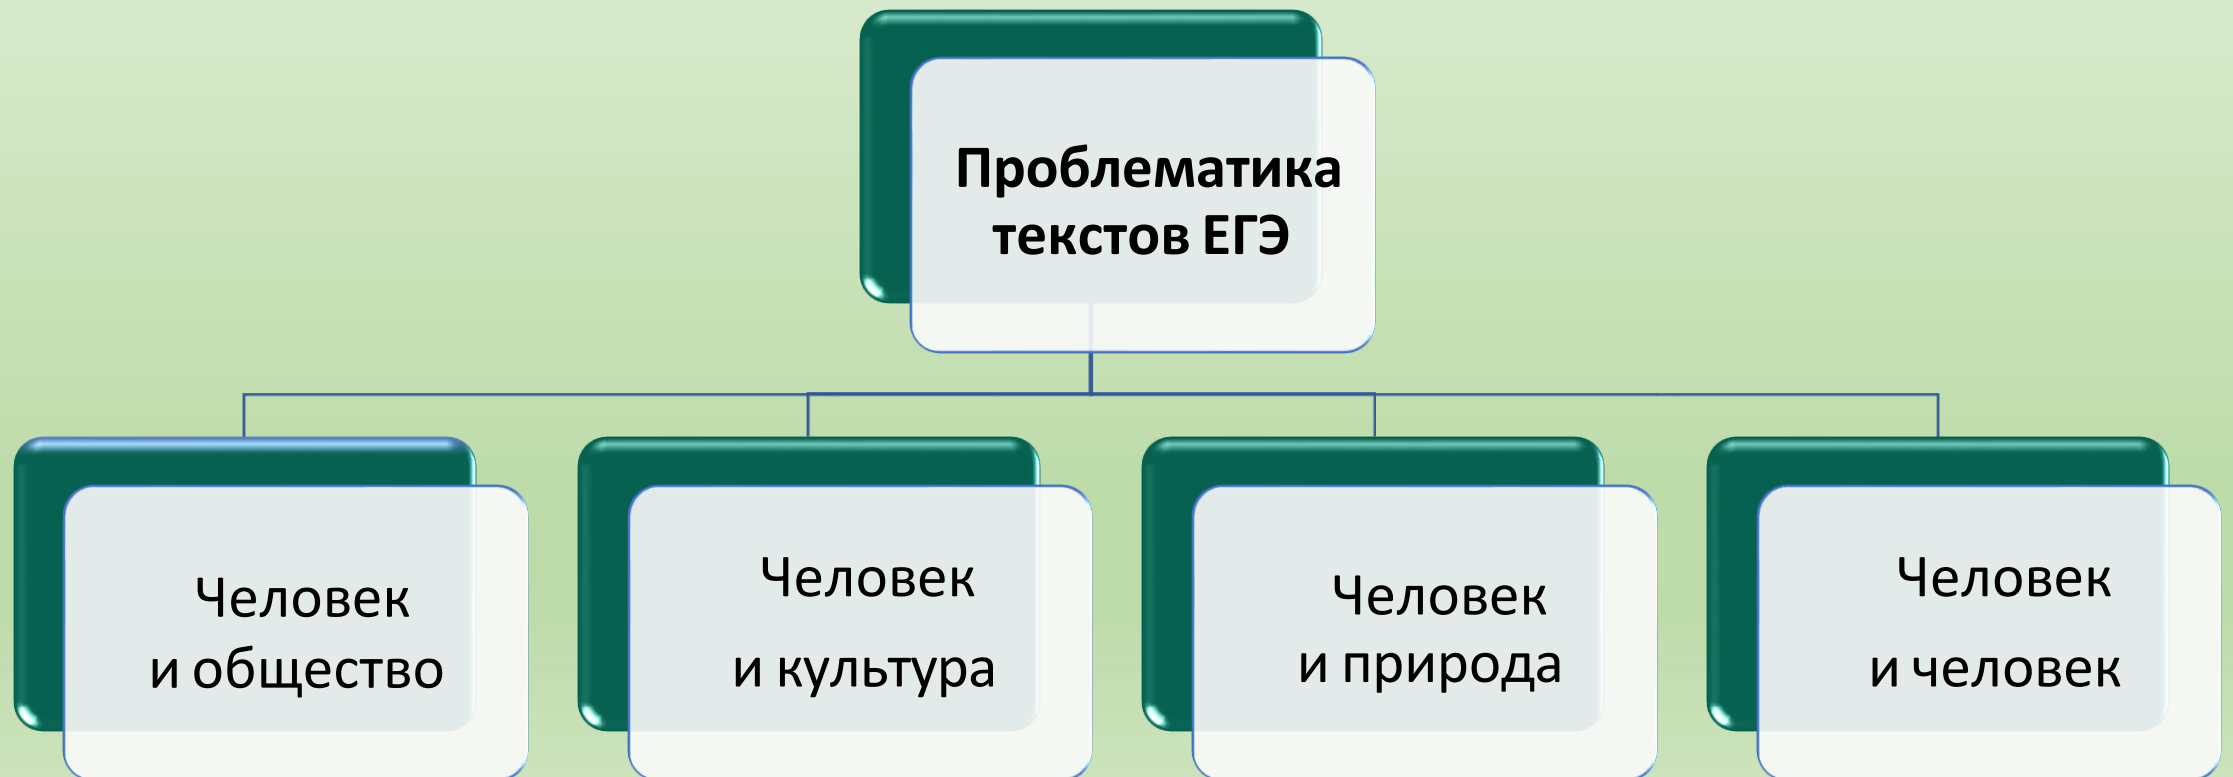 Проблематика
текстов ЕГЭ
Человек
и общество
Человек
и культура
Человек
и природа
Человек
и человек